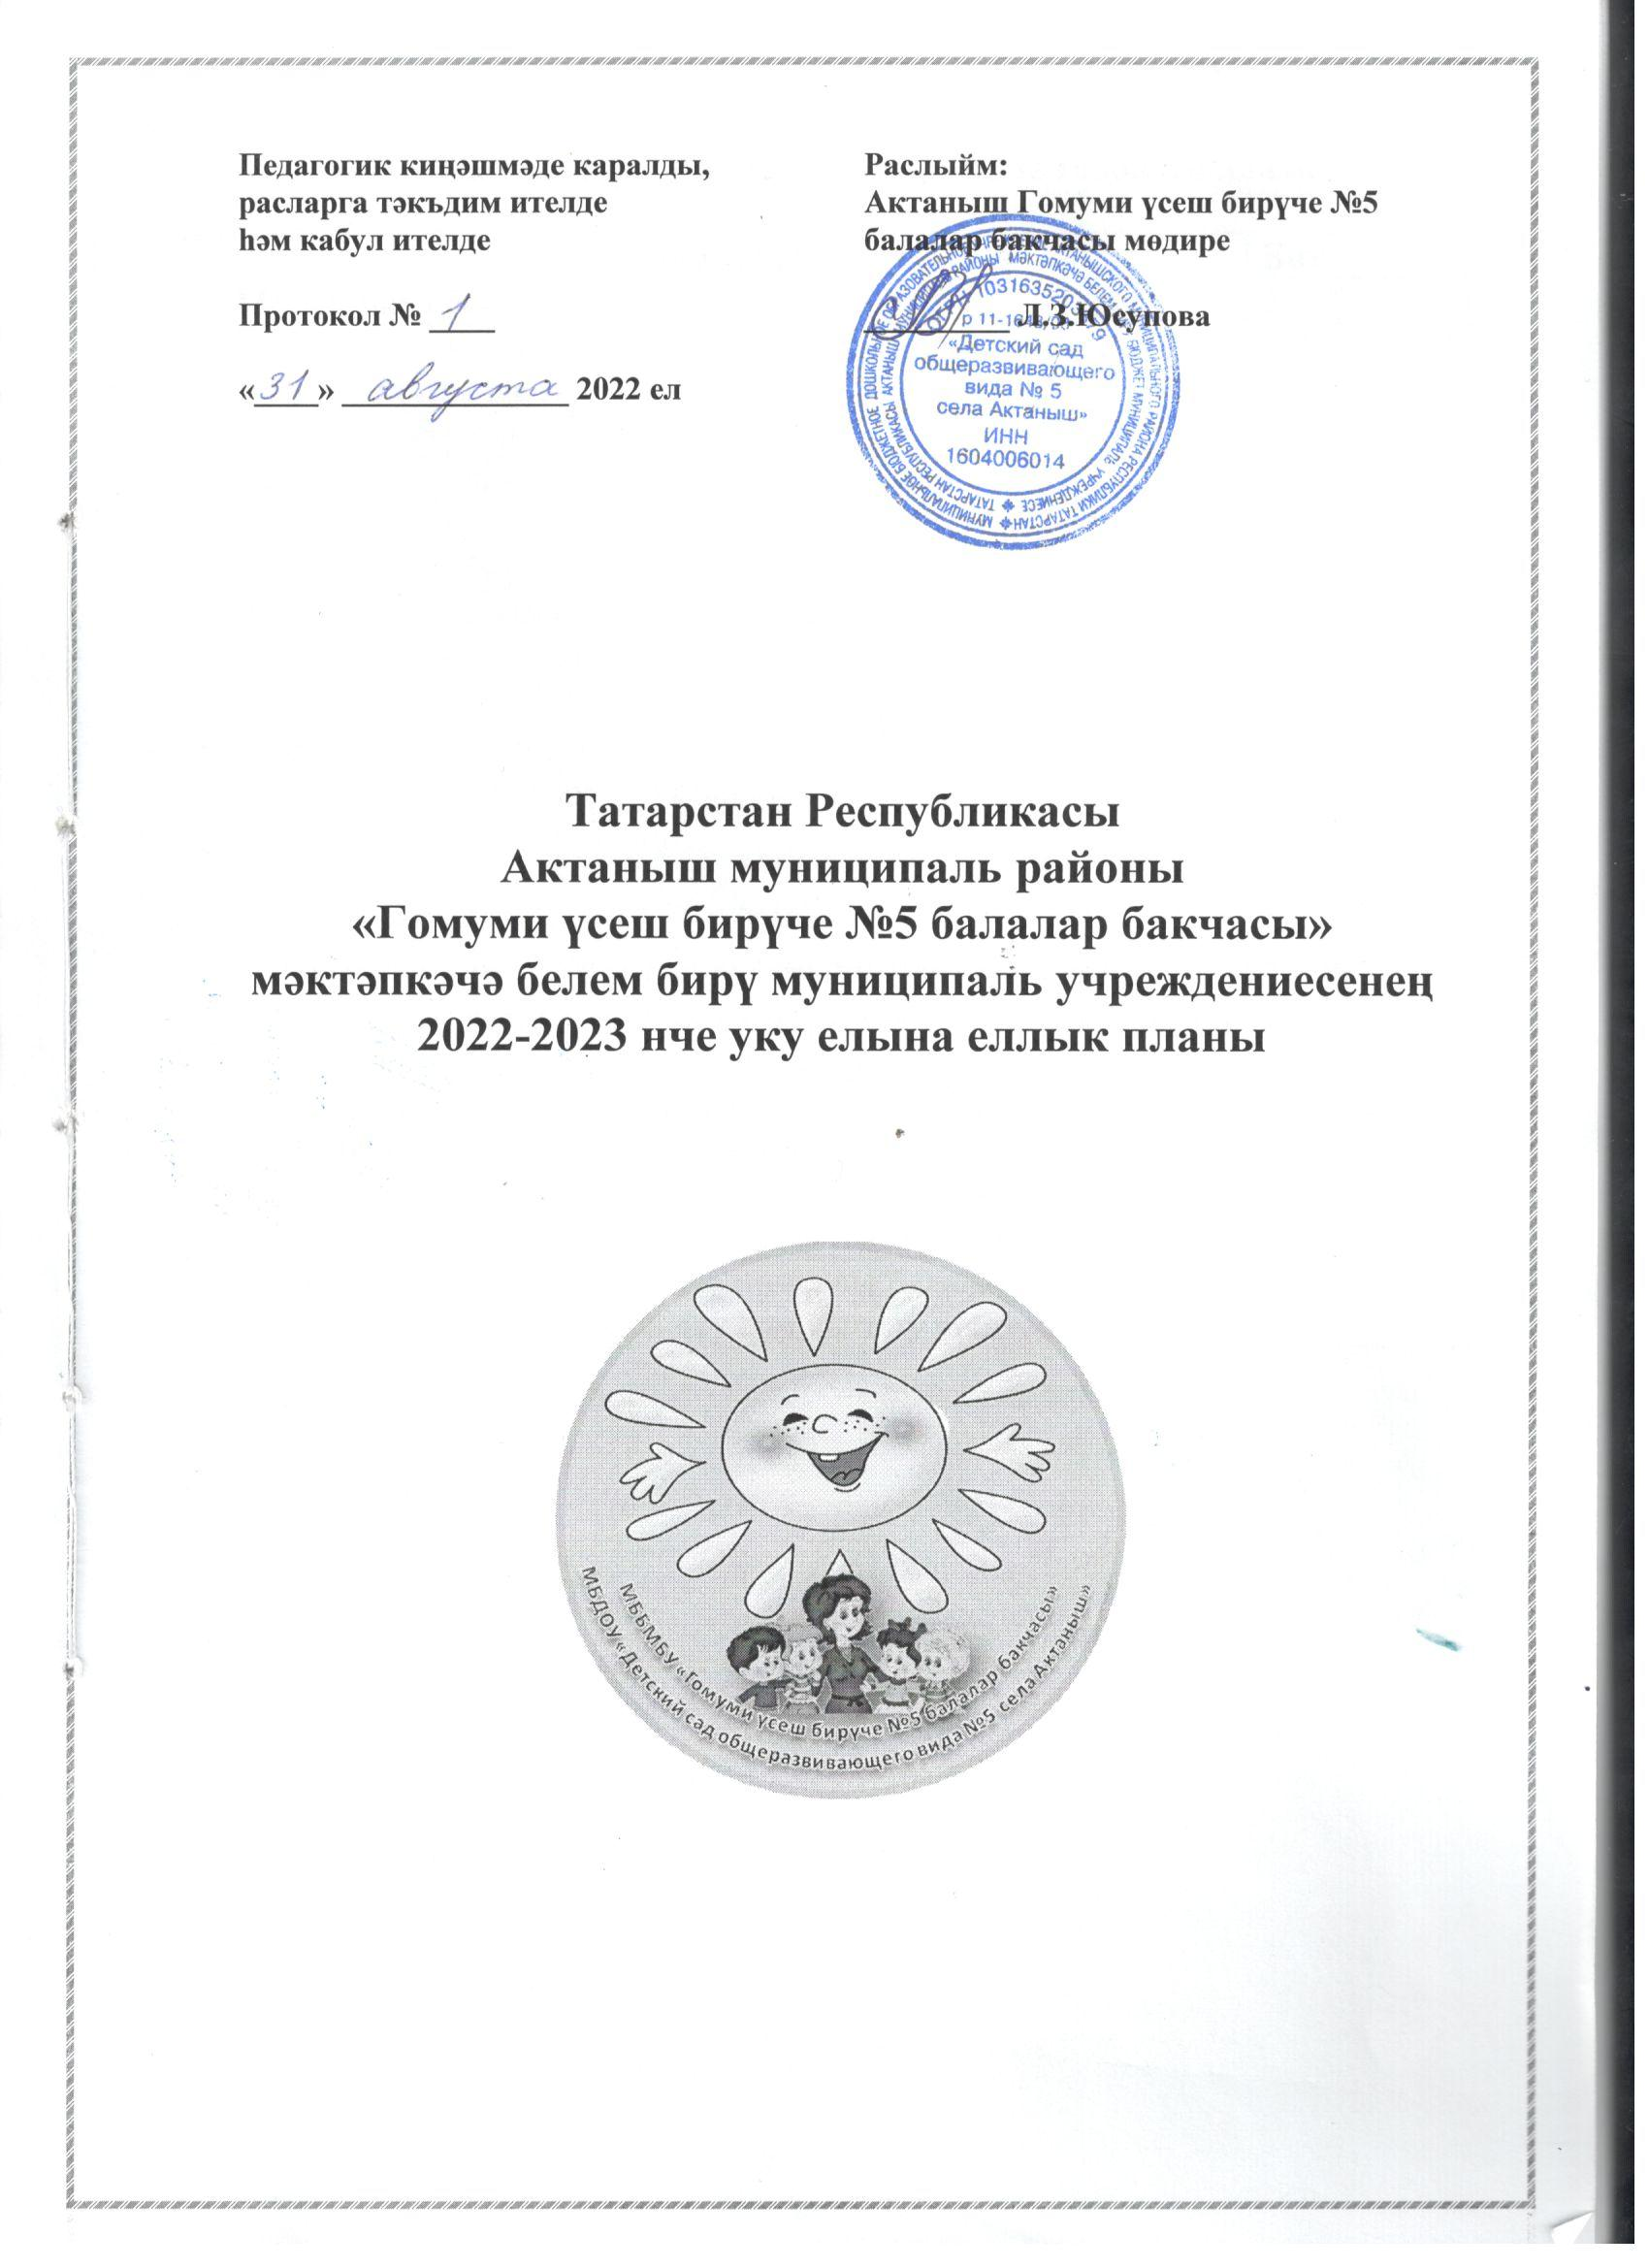 Педагогик киңәшмәде каралды,
расларга тәкъдим ителде
һәм кабул ителде
Протокол № 1
«31» августа 2022 ел
Раслыйм:
Актаныш Гомуми үсеш бирүче №5
балалар бакчасы мөдире
Л.З.Юсупова
ОГРН
«Детский сад
общеразвивающего
вида № 5
села Актаныш»
ИНН
1604006014
Татарстан Республикасы
Актаныш муниципаль районы
«Гомуми үсеш бирүче №5 балалар бакчасы»
мәктәпкәчә белем бирү муниципаль учреждениесенең
2022-2023 нче уку елына еллык планы
МББМБУ «Гомуми үсеш бирүче №5 балалар бакчасы»
МБДОУ «Детский сад общеразвивающего вида №5 села Актаныш»